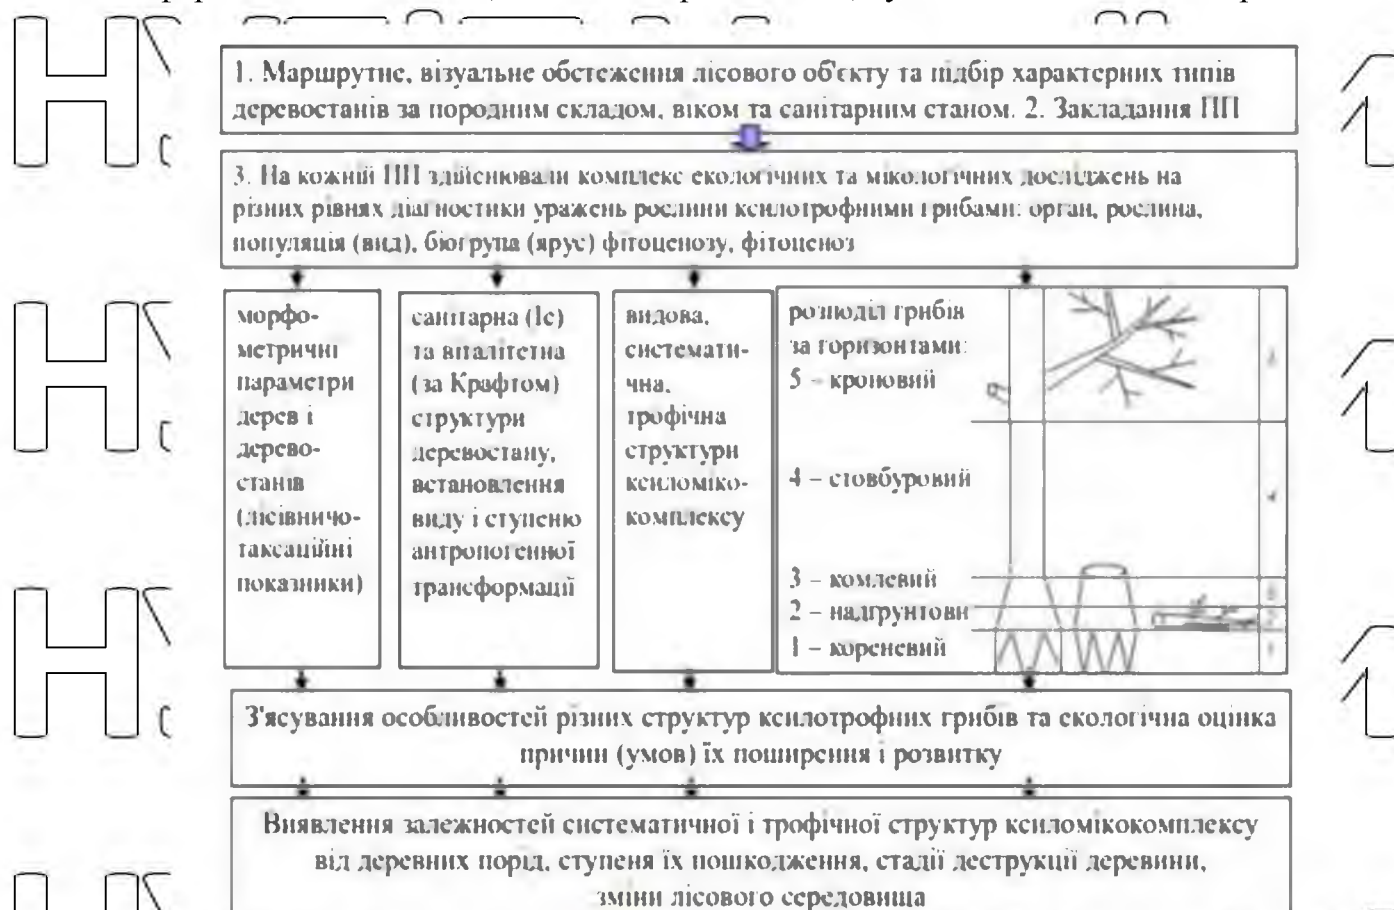 1. Маршрутне, візуальне обстеження лісового об'єкту та підбір характерних типів
деревостанів за породним складом, віком та санітарним станом. 2. Закладання ПП
3. На кожній ПП здійснювали комплекс екологічних та мікологічних досліджень на
різних рівнях діагностики уражень рослини ксилотрофними грибами: орган, рослина,
популяція (вид), біогрупа (ярус) фітоценозу, фітоценоз
морфо-
метричні
параметри
дерев і
дерево-
станів
(лісівничо-
таксаційні
показники)
санітарна (Іс)
та віталітетна
(за Крафтом)
структури
деревостану,
встановлення
виду і ступеню
антропогенної
трансформації
видова,
системати-
чна,
трофічна
структури
ксиломіко-
комплексу
розподіл грибів
за горизонтами:
5 – кроновий
4 – стовбуровий
3 – комлевий
2 – надґрунтовн
1 – кореневий
4
З'ясування особливостей різних структур ксилотрофних грибів та екологічна оцінка
причин (умов) їх поширення і розвитку
Виявлення залежностей систематичної і трофічної структур ксиломікокомплексу
від деревних порід, ступеня їх пошкодження, стадії деструкції деревини,
зміни лісового середовища